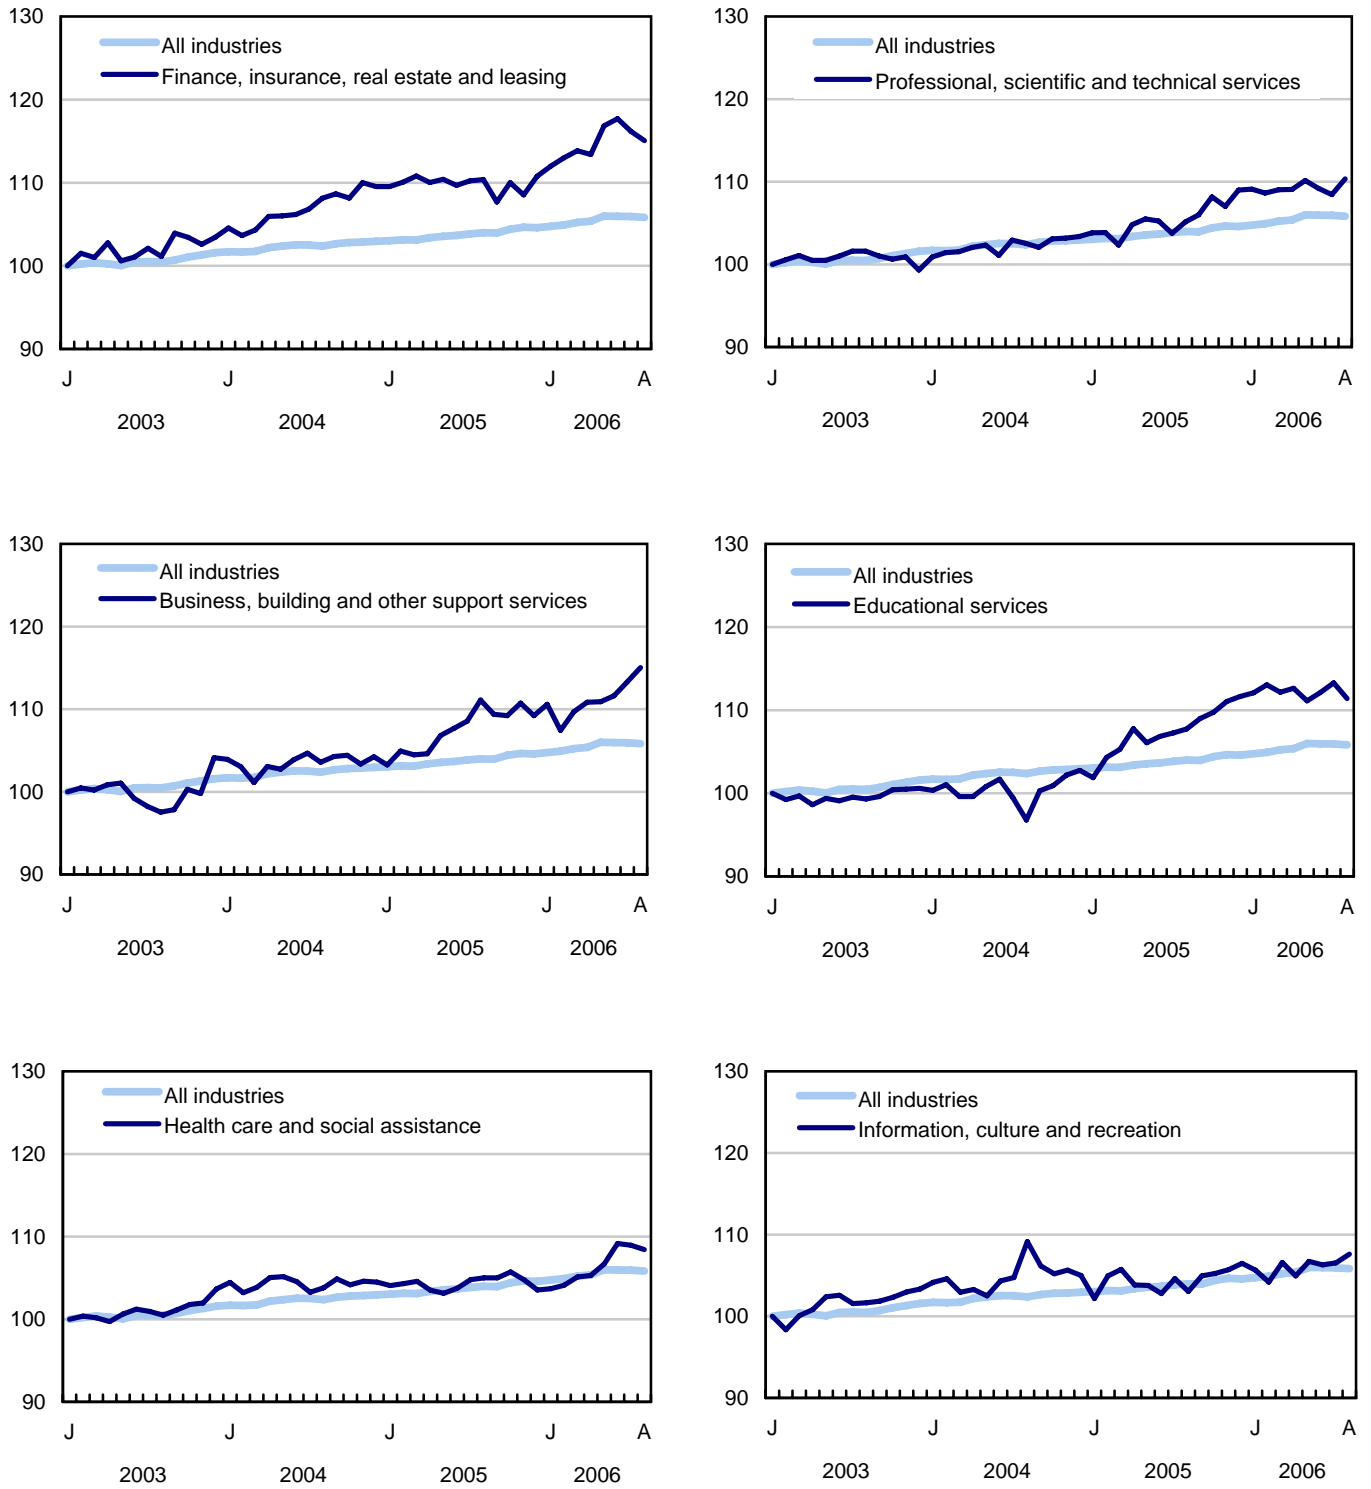 130
All industries
Finance, insurance, real estate and leasing
120
110
100
90
J J J J A
2003 2004 2005 2006
130
All industries
Professional, scientific and technical services
120
110
100
90
J J J J A
2003 2004 2005 2006
130
All industries
Business, building and other support services
120
110
100
90
J J J J A
2003 2004 2005 2006
130
All industries
Educational services
120
110
100
90
J J J J A
2003 2004 2005 2006
130
All industries
Health care and social assistance
120
110
100
90
J J J J A
2003 2004 2005 2006
130
All industries
Information, culture and recreation
120
110
100
90
J J J J A
2003 2004 2005 2006